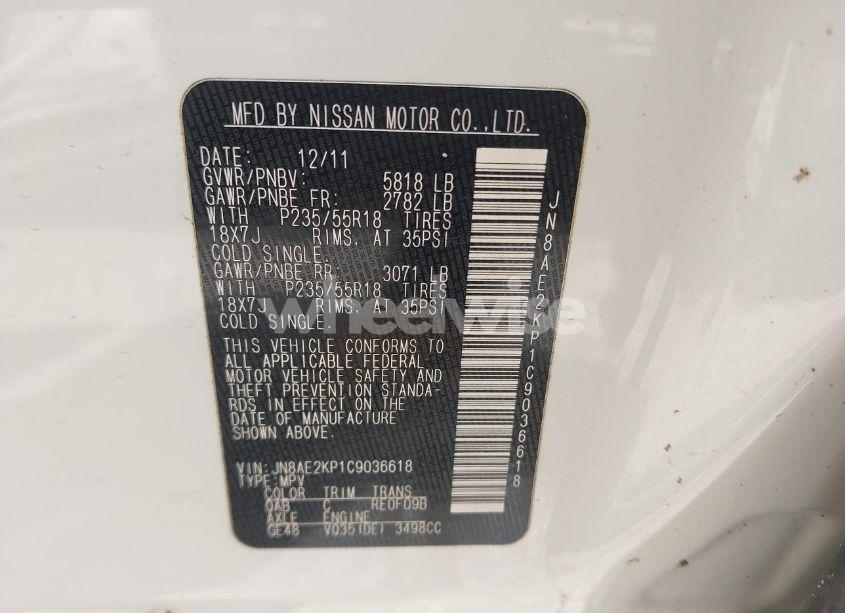 MFD BY NISSAN MOTOR CO.,LTD.
DATE: 12/11
GVWR/PNBV: 5818 LB
GAWR/PNBE FR: 2782 LB
WITH P235/55R18 TIRES
18X7J RIMS. AT 35PSI
COLD SINGLE.
GAWR/PNBE RR: 3071 LB
WITH P235/55R18 TIRES
18X7J RIMS. AT 35PSI
COLD SINGLE.
THIS VEHICLE CONFORMS TO
ALL APPLICABLE FEDERAL
MOTOR VEHICLE SAFETY AND
THEFT PREVENTION STANDA-
RDS IN EFFECT ON THE
DATE OF MANUFACTURE
SHOWN ABOVE.
VIN: JN8AE2KP1C9036618
TYPE: MPV
COLOR TRIM TRANS
QAB C RE0F09B
AXLE ENGINE
GE48 VQ35(DE) 3498CC
JN8AE2KP1C9036618
wheelwise